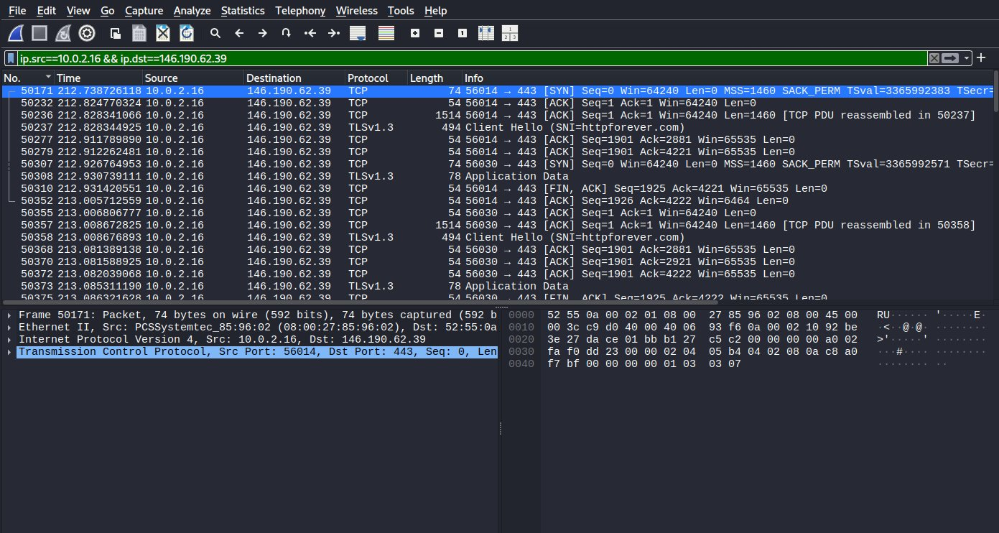 File Edit View Go Capture Analyze Statistics Telephony Wireless Tools Help
ip.src==10.0.2.16 && ip.dst==146.190.62.39
No. Time Source Destination Protocol Length Info
50171 212.738726118 10.0.2.16 146.190.62.39 TCP 74 56014 → 443 [SYN] Seq=0 Win=64240 Len=0 MSS=1460 SACK_PERM TSval=3365992383 TSecr=
50232 212.824770324 10.0.2.16 146.190.62.39 TCP 54 56014 → 443 [ACK] Seq=1 Ack=1 Win=64240 Len=0
50236 212.828341066 10.0.2.16 146.190.62.39 TCP 1514 56014 → 443 [ACK] Seq=1 Ack=1 Win=64240 Len=1460 [TCP PDU reassembled in 50237]
50237 212.828344925 10.0.2.16 146.190.62.39 TLSv1.3 494 Client Hello (SNI=httpforever.com)
50277 212.911789890 10.0.2.16 146.190.62.39 TCP 54 56014 → 443 [ACK] Seq=1901 Ack=2881 Win=65535 Len=0
50279 212.912262481 10.0.2.16 146.190.62.39 TCP 54 56014 → 443 [ACK] Seq=1901 Ack=4221 Win=65535 Len=0
50307 212.926764953 10.0.2.16 146.190.62.39 TCP 74 56030 → 443 [SYN] Seq=0 Win=64240 Len=0 MSS=1460 SACK_PERM TSval=3365992571 TSecr=
50308 212.930739111 10.0.2.16 146.190.62.39 TLSv1.3 78 Application Data
50310 212.931420551 10.0.2.16 146.190.62.39 TCP 54 56014 → 443 [FIN, ACK] Seq=1925 Ack=4221 Win=65535 Len=0
50352 213.005712559 10.0.2.16 146.190.62.39 TCP 54 56014 → 443 [ACK] Seq=1926 Ack=4222 Win=6464 Len=0
50355 213.006806777 10.0.2.16 146.190.62.39 TCP 54 56030 → 443 [ACK] Seq=1 Ack=1 Win=64240 Len=0
50357 213.008672825 10.0.2.16 146.190.62.39 TCP 1514 56030 → 443 [ACK] Seq=1 Ack=1 Win=64240 Len=1460 [TCP PDU reassembled in 50358]
50358 213.008676893 10.0.2.16 146.190.62.39 TLSv1.3 494 Client Hello (SNI=httpforever.com)
50368 213.081389138 10.0.2.16 146.190.62.39 TCP 54 56030 → 443 [ACK] Seq=1901 Ack=2881 Win=65535 Len=0
50370 213.081588925 10.0.2.16 146.190.62.39 TCP 54 56030 → 443 [ACK] Seq=1901 Ack=2921 Win=65535 Len=0
50372 213.082039068 10.0.2.16 146.190.62.39 TCP 54 56030 → 443 [ACK] Seq=1901 Ack=4222 Win=65535 Len=0
50373 213.085311190 10.0.2.16 146.190.62.39 TLSv1.3 78 Application Data
50375 213.086321628 10.0.2.16 146.190.62.39 TCP 54 56030 → 443 [FIN, ACK] Seq=1925 Ack=4222 Win=65535 Len=0
Frame 50171: Packet, 74 bytes on wire (592 bits), 74 bytes captured (592 b
Ethernet II, Src: PCSSystemtec_85:96:02 (08:00:27:85:96:02), Dst: 52:55:0a
Internet Protocol Version 4, Src: 10.0.2.16, Dst: 146.190.62.39
Transmission Control Protocol, Src Port: 56014, Dst Port: 443, Seq: 0, Len
0000 52 55 0a 00 02 01 08 00 27 85 96 02 08 00 45 00 RU······ '·····E·
0010 00 3c c9 d0 40 00 40 06 93 f6 0a 00 02 10 92 be ·<··@·@· ········
0020 3e 27 da ce 01 bb b1 27 c5 c2 00 00 00 00 a0 02 >'·····' ········
0030 fa f0 dd 23 00 00 02 04 05 b4 04 02 08 0a c8 a0 ···#···· ········
0040 f7 bf 00 00 00 00 01 03 03 07 ········ ··